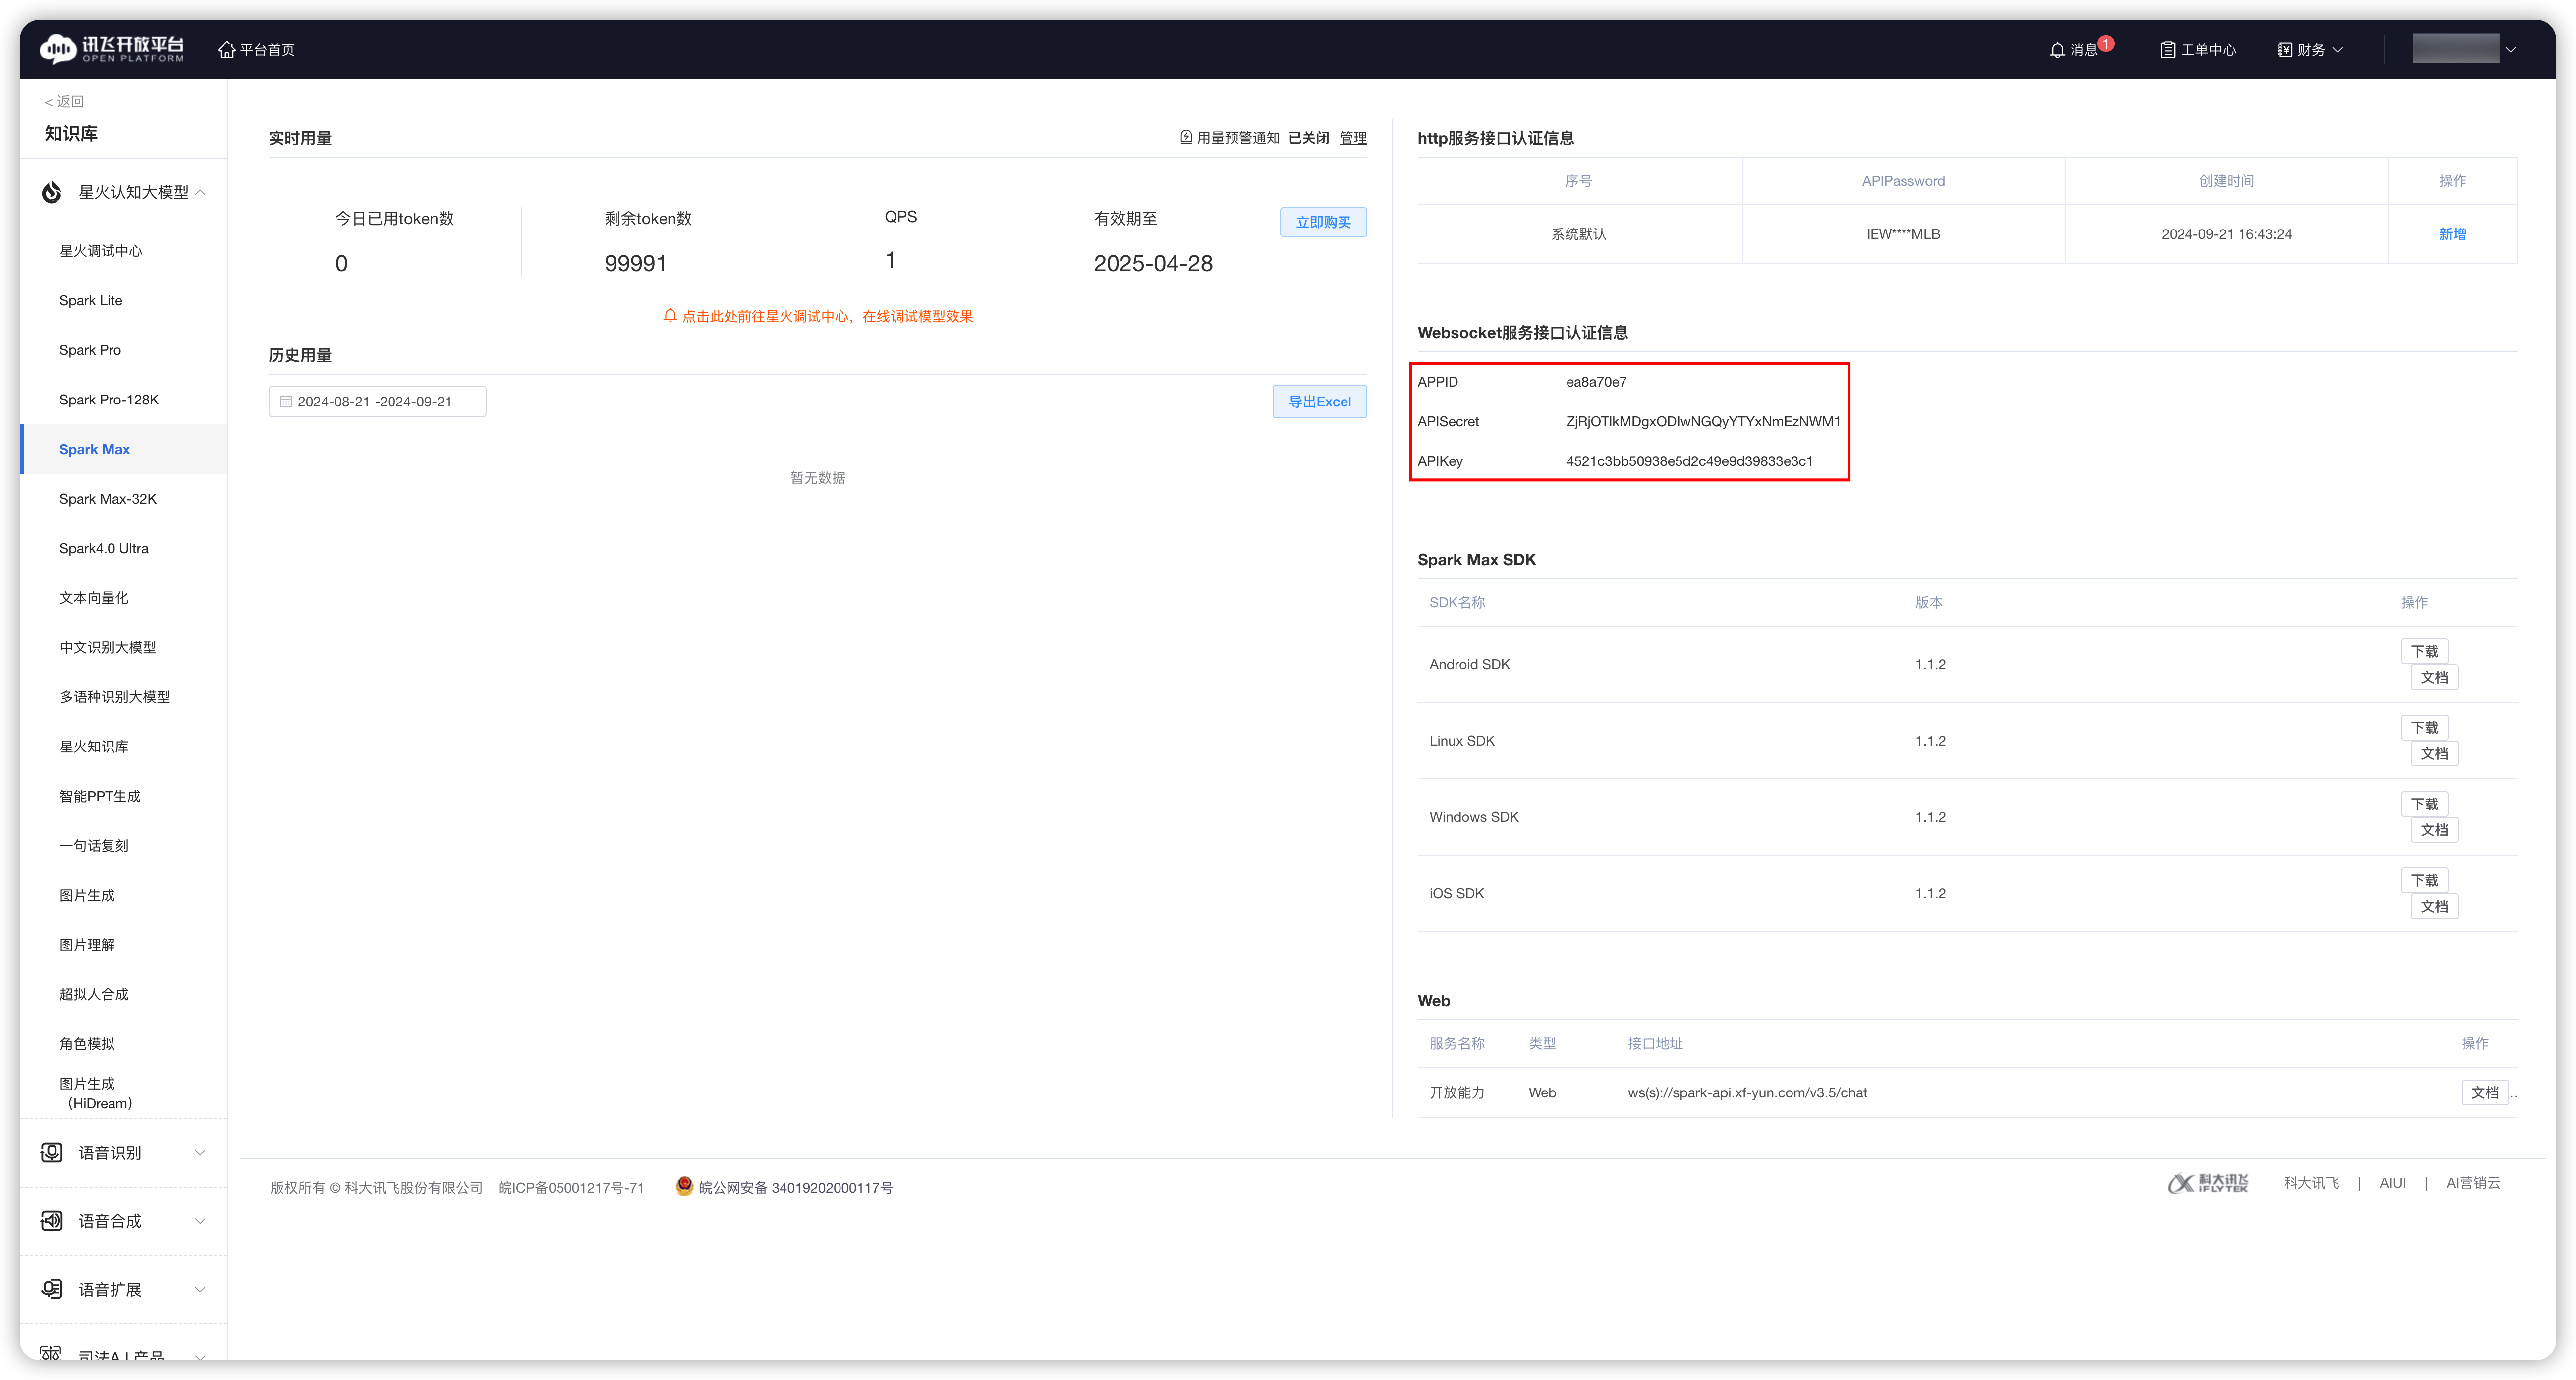 讯飞开放平台
OPEN PLATFORM
平台首页
消息 1
工单中心
财务
< 返回
知识库
星火认知大模型
星火调试中心
Spark Lite
Spark Pro
Spark Pro-128K
Spark Max
Spark Max-32K
Spark4.0 Ultra
文本向量化
中文识别大模型
多语种识别大模型
星火知识库
智能PPT生成
一句话复刻
图片生成
图片理解
超拟人合成
角色模拟
图片生成
（HiDream）
语音识别
语音合成
语音扩展
司法A.I.产品
实时用量
用量预警通知 已关闭 管理
今日已用token数 剩余token数 QPS 有效期至 立即购买
0 99991 1 2025-04-28
点击此处前往星火调试中心，在线调试模型效果
历史用量
2024-08-21 -2024-09-21
导出Excel
暂无数据
http服务接口认证信息
序号 APIPassword 创建时间 操作
系统默认 IEW****MLB 2024-09-21 16:43:24 新增
Websocket服务接口认证信息
APPID ea8a70e7
APISecret ZjRjOTlkMDgxODIwNGQyYTYxNmEzNWM1
APIKey 4521c3bb50938e5d2c49e9d39833e3c1
Spark Max SDK
SDK名称 版本 操作
Android SDK 1.1.2 下载
文档
Linux SDK 1.1.2 下载
文档
Windows SDK 1.1.2 下载
文档
iOS SDK 1.1.2 下载
文档
Web
服务名称 类型 接口地址 操作
开放能力 Web ws(s)://spark-api.xf-yun.com/v3.5/chat 文档 ..
版权所有 © 科大讯飞股份有限公司 皖ICP备05001217号-71 皖公网安备 34019202000117号
科大讯飞
iFLYTEK
科大讯飞 | AIUI | AI营销云